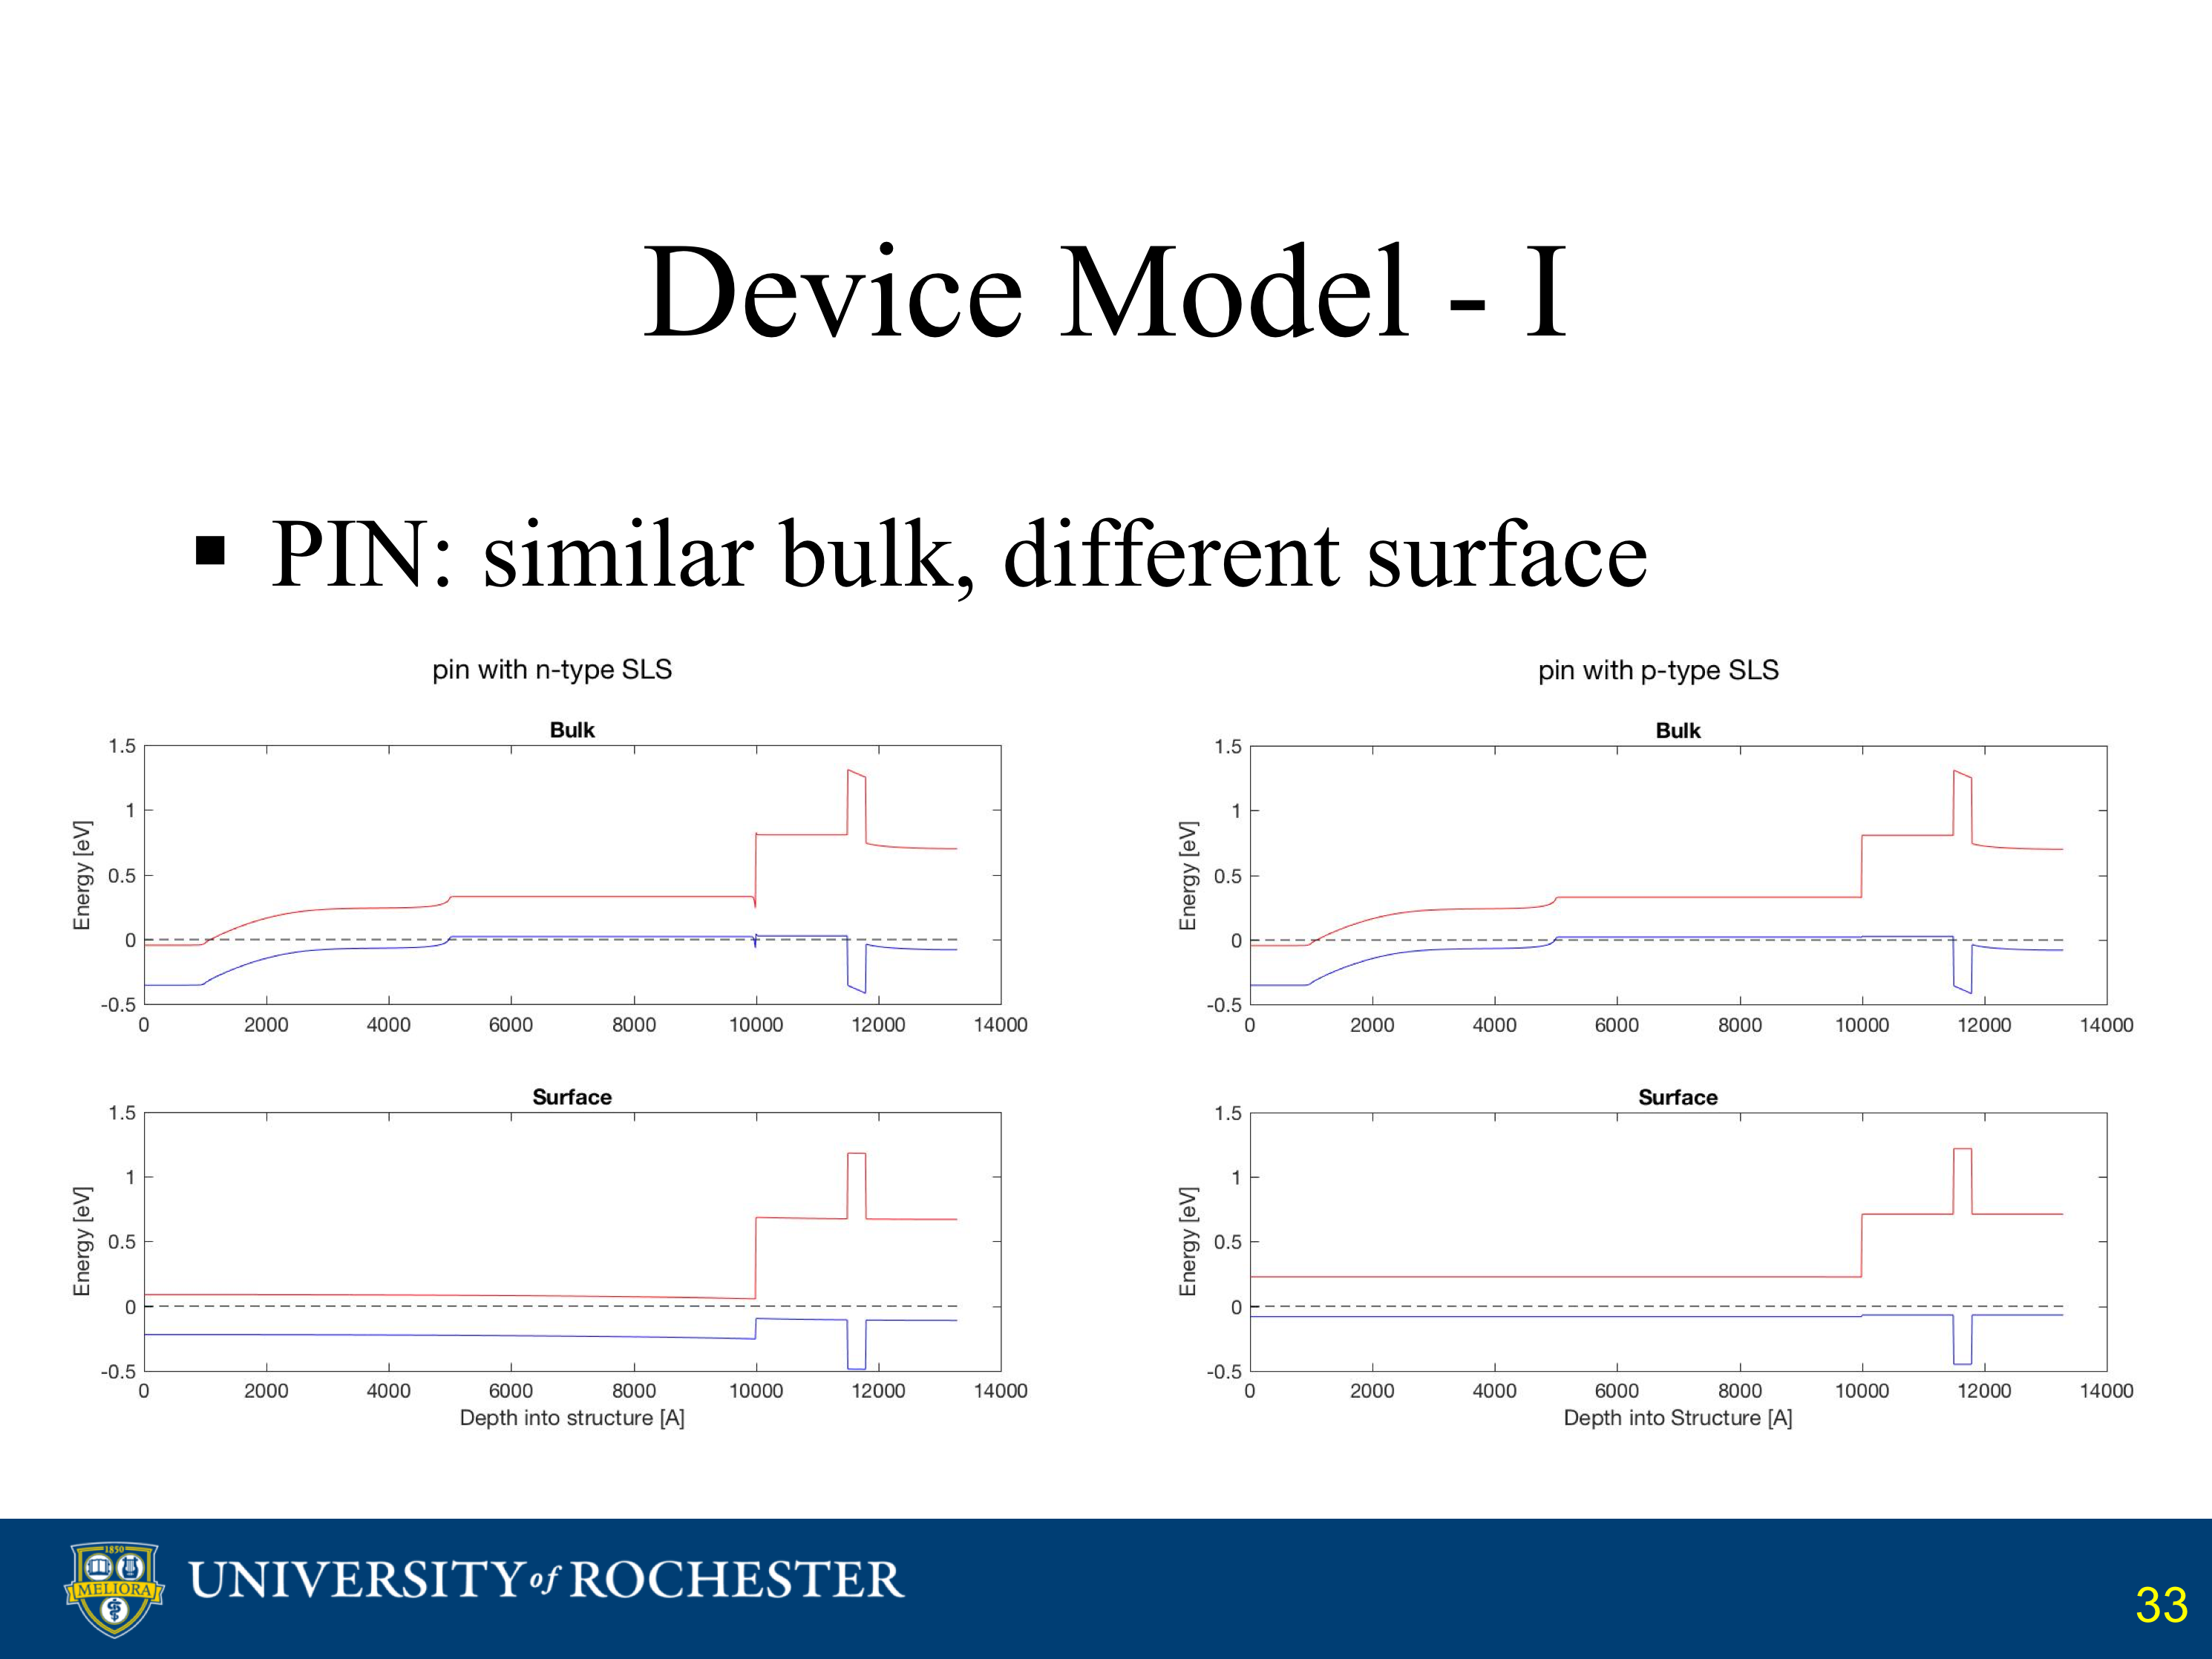 Device Model - I
▪ PIN: similar bulk, different surface
pin with n-type SLS
Bulk
1.5
1
0.5
0
-0.5
Energy [eV]
0 2000 4000 6000 8000 10000 12000 14000
Surface
1.5
1
0.5
0
-0.5
Energy [eV]
0 2000 4000 6000 8000 10000 12000 14000
Depth into structure [A]
pin with p-type SLS
Bulk
1.5
1
0.5
0
-0.5
Energy [eV]
0 2000 4000 6000 8000 10000 12000 14000
Surface
1.5
1
0.5
0
-0.5
Energy [eV]
0 2000 4000 6000 8000 10000 12000 14000
Depth into Structure [A]
1850
MELIORA
UNIVERSITY of ROCHESTER
33